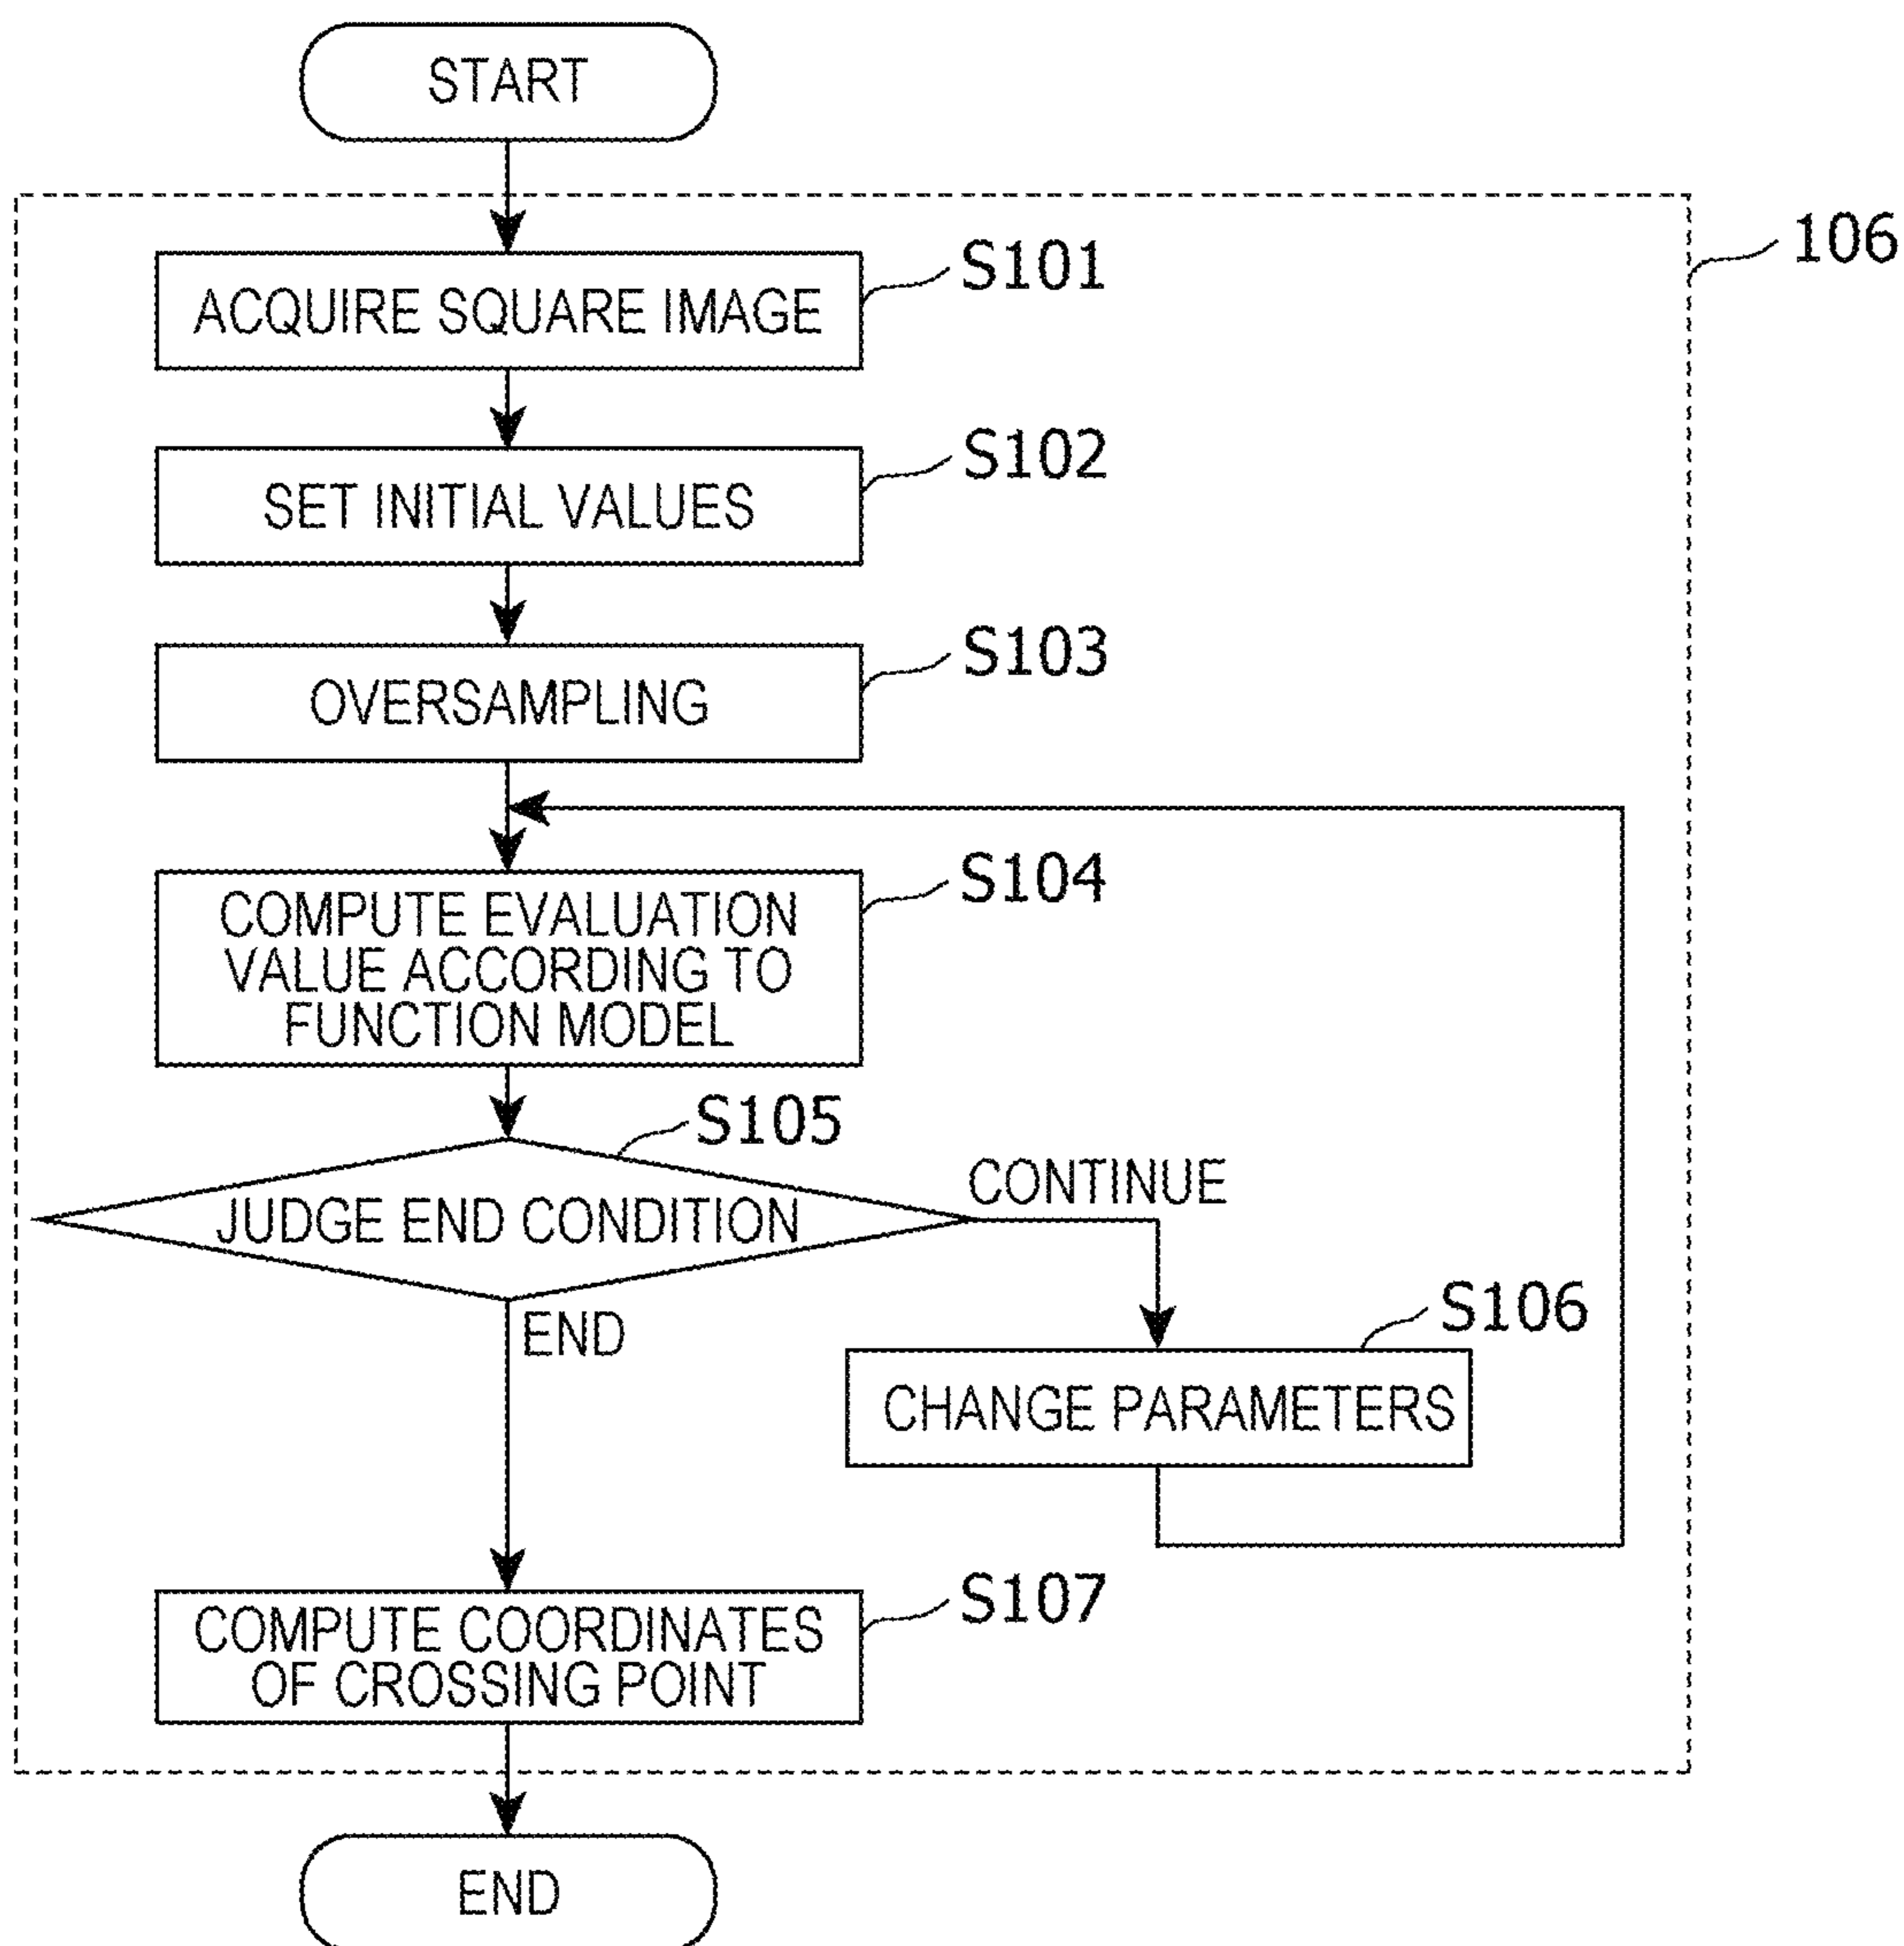 START
106
S101
ACQUIRE SQUARE IMAGE
S102
SET INITIAL VALUES
S103
OVERSAMPLING
S104
COMPUTE EVALUATION
VALUE ACCORDING TO
FUNCTION MODEL
S105
JUDGE END CONDITION
CONTINUE
END
S106
CHANGE PARAMETERS
S107
COMPUTE COORDINATES
OF CROSSING POINT
END